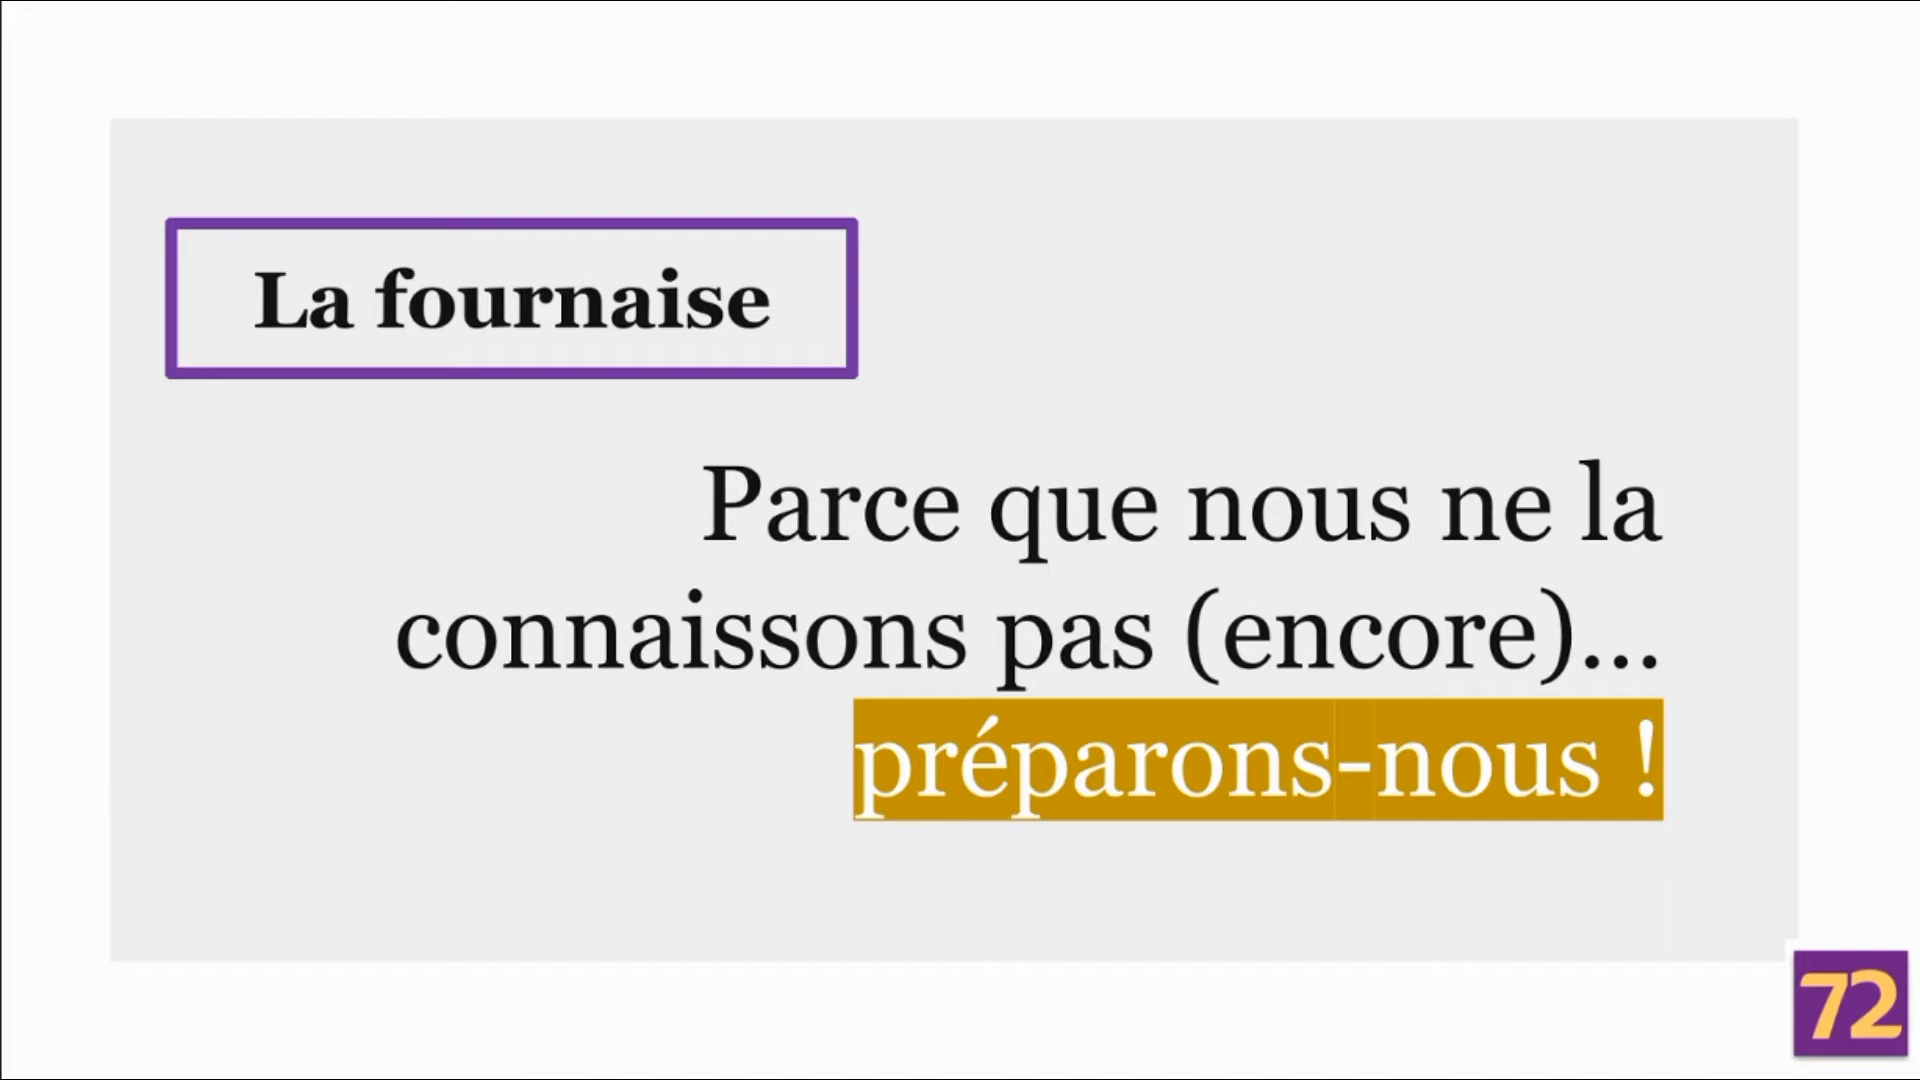 La fournaise
Parce que nous ne la
connaissons pas (encore)...
préparons-nous !
72